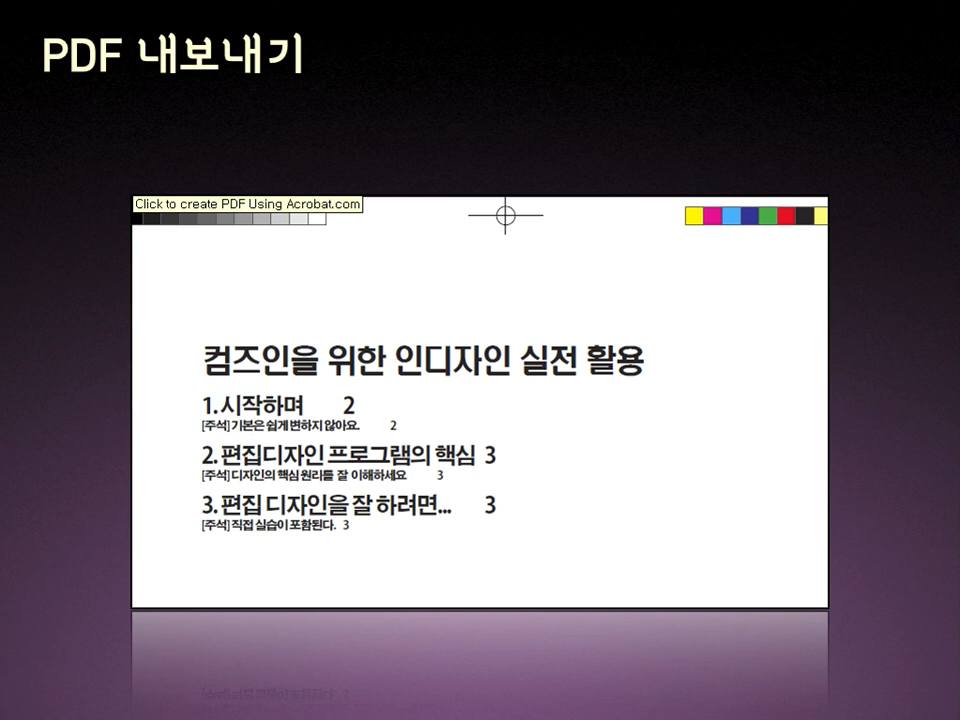 PDF 내보내기
Click to create PDF Using Acrobat.com
컴즈인을 위한 인디자인 실전 활용
1. 시작하며 2
[주석] 기본은 쉽게 변하지 않아요. 2
2. 편집디자인 프로그램의 핵심 3
[주석] 디자인의 핵심 원리를 잘 이해하세요 3
3. 편집 디자인을 잘 하려면... 3
[주석] 직접 실습이 포함된다. 3